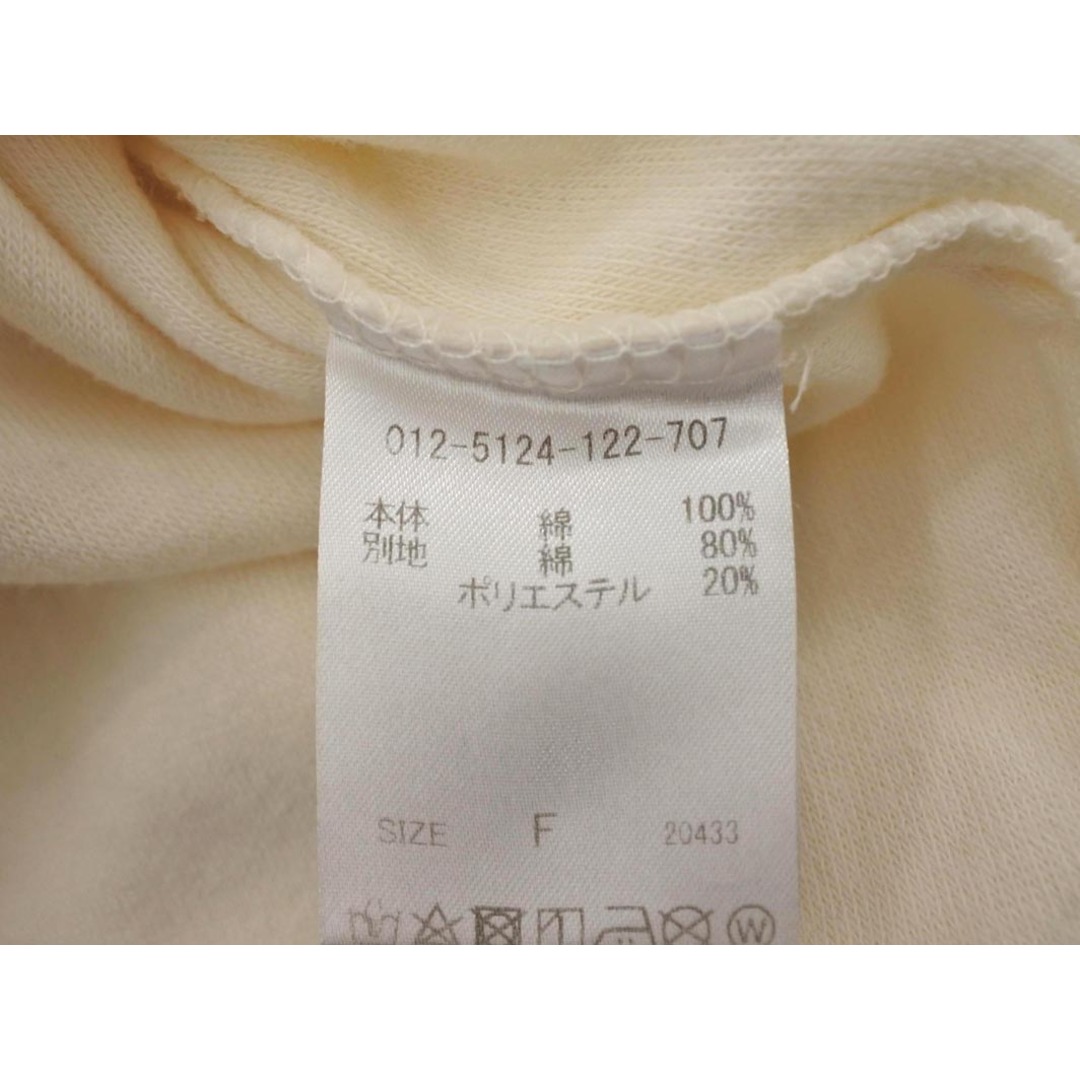 012-5124-122-707
本体 綿 100%
別地 綿 80%
ポリエステル 20%
SIZE F 20433
W